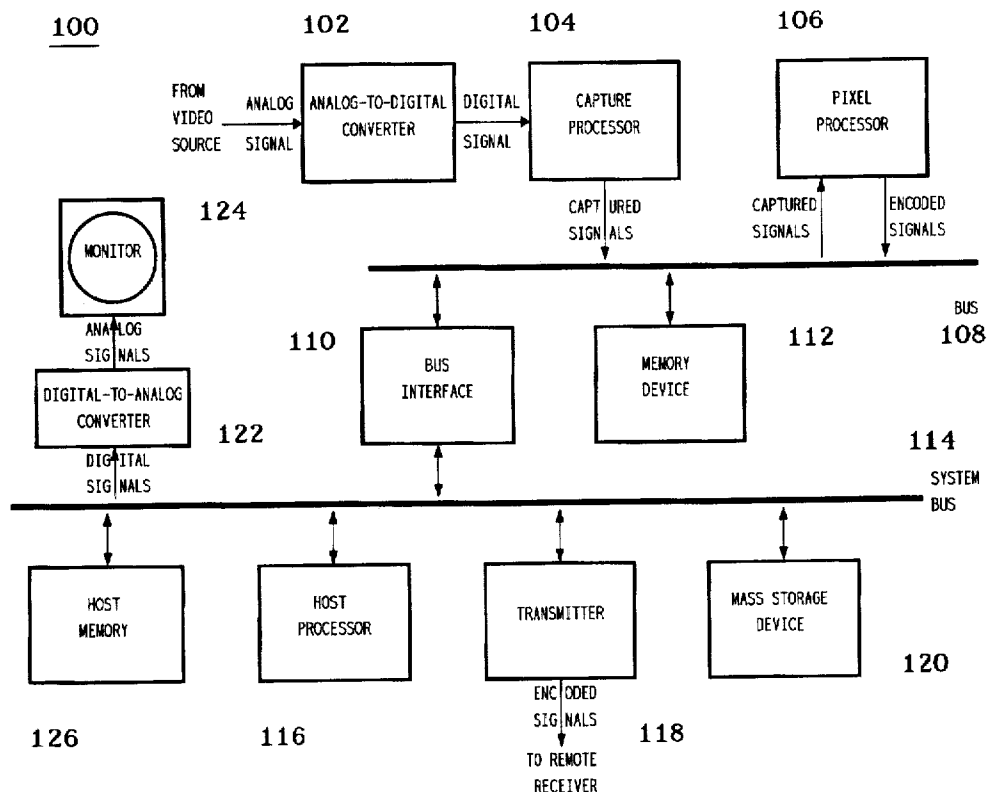 100
102
104
106
FROM
VIDEO
SOURCE
ANALOG
SIGNAL
ANALOG-TO-DIGITAL
CONVERTER
DIGITAL
SIGNAL
CAPTURE
PROCESSOR
PIXEL
PROCESSOR
124
MONITOR
CAPTURED
SIGNALS
CAPTURED
SIGNALS
ENCODED
SIGNALS
ANALOG
SIGNALS
110
BUS
INTERFACE
112
MEMORY
DEVICE
BUS
108
DIGITAL-TO-ANALOG
CONVERTER
122
114
DIGITAL
SIGNALS
SYSTEM
BUS
HOST
MEMORY
HOST
PROCESSOR
TRANSMITTER
MASS STORAGE
DEVICE
120
126
116
ENCODED
SIGNALS
118
TO REMOTE
RECEIVER